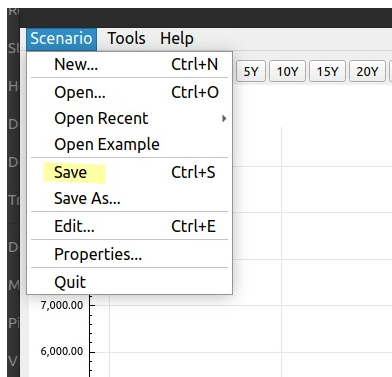 Scenario Tools Help
New... Ctrl+N
5Y 10Y 15Y 20Y
Open... Ctrl+O
Open Recent
Open Example
Save Ctrl+S
Save As...
Edit... Ctrl+E
Properties...
Quit
7,000.00
6,000.00